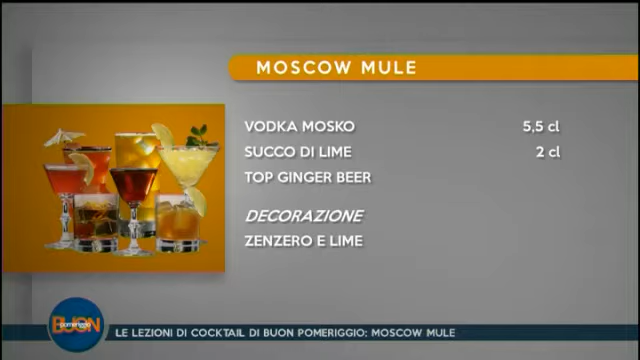 MOSCOW MULE
VODKA MOSKO 5,5 cl
SUCCO DI LIME 2 cl
TOP GINGER BEER
DECORAZIONE
ZENZERO E LIME
BUON
pomeriggio
LE LEZIONI DI COCKTAIL DI BUON POMERIGGIO: MOSCOW MULE